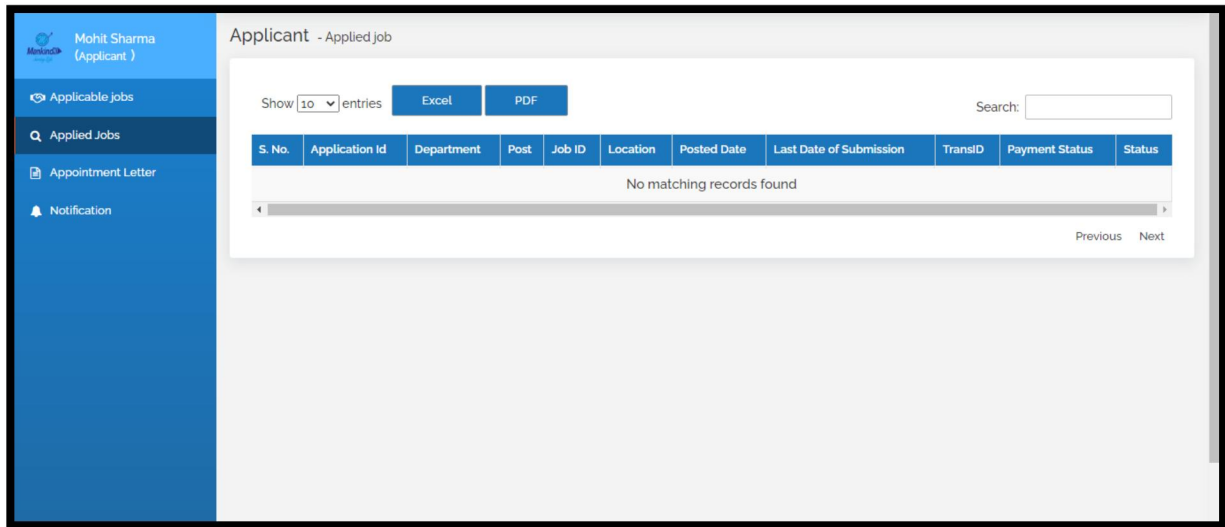 Mankind
Mohit Sharma
(Applicant )
Applicable jobs
Applied Jobs
Appointment Letter
Notification
Applicant - Applied job
Show 10 entries Excel PDF
Search:
S. No. Application Id Department Post Job ID Location Posted Date Last Date of Submission TransID Payment Status Status
No matching records found
Previous Next